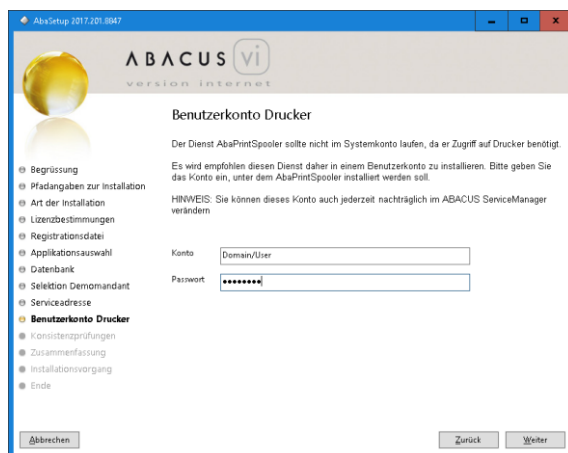 AbaSetup 2017.201.8847
ABACUS vi
version internet
Benutzerkonto Drucker
Der Dienst AbaPrintSpooler sollte nicht im Systemkonto laufen, da er Zugriff auf Drucker benötigt.
Es wird empfohlen diesen Dienst daher in einem Benutzerkonto zu installieren. Bitte geben Sie
das Konto ein, unter dem AbaPrintSpooler installiert werden soll.
HINWEIS: Sie können dieses Konto auch jederzeit nachträglich im ABACUS ServiceManager
verändern
Begrüssung
Pfadangaben zur Installation
Art der Installation
Lizenzbestimmungen
Registrationsdatei
Applikationsauswahl
Datenbank
Selektion Demomandant
Serviceadresse
Benutzerkonto Drucker
Konsistenzprüfungen
Zusammenfassung
Installationsvorgang
Ende
Konto Domain/User
Passwort ••••••••
Abbrechen Zurück Weiter